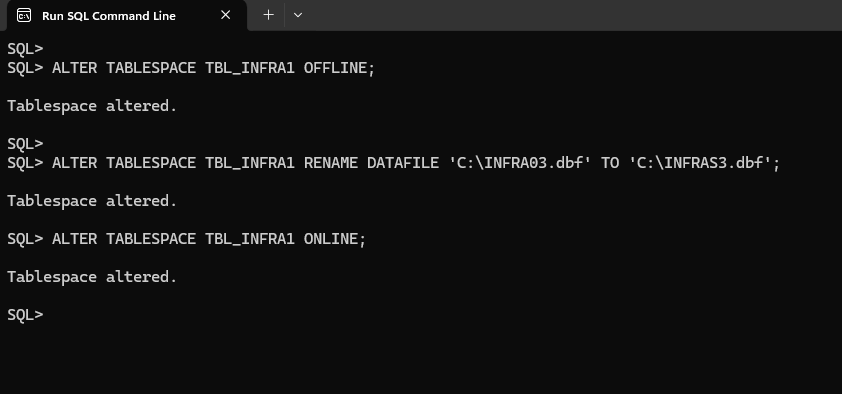 Run SQL Command Line
SQL>
SQL> ALTER TABLESPACE TBL_INFRA1 OFFLINE;
Tablespace altered.
SQL>
SQL> ALTER TABLESPACE TBL_INFRA1 RENAME DATAFILE 'C:\INFRA03.dbf' TO 'C:\INFRAS3.dbf';
Tablespace altered.
SQL> ALTER TABLESPACE TBL_INFRA1 ONLINE;
Tablespace altered.
SQL>